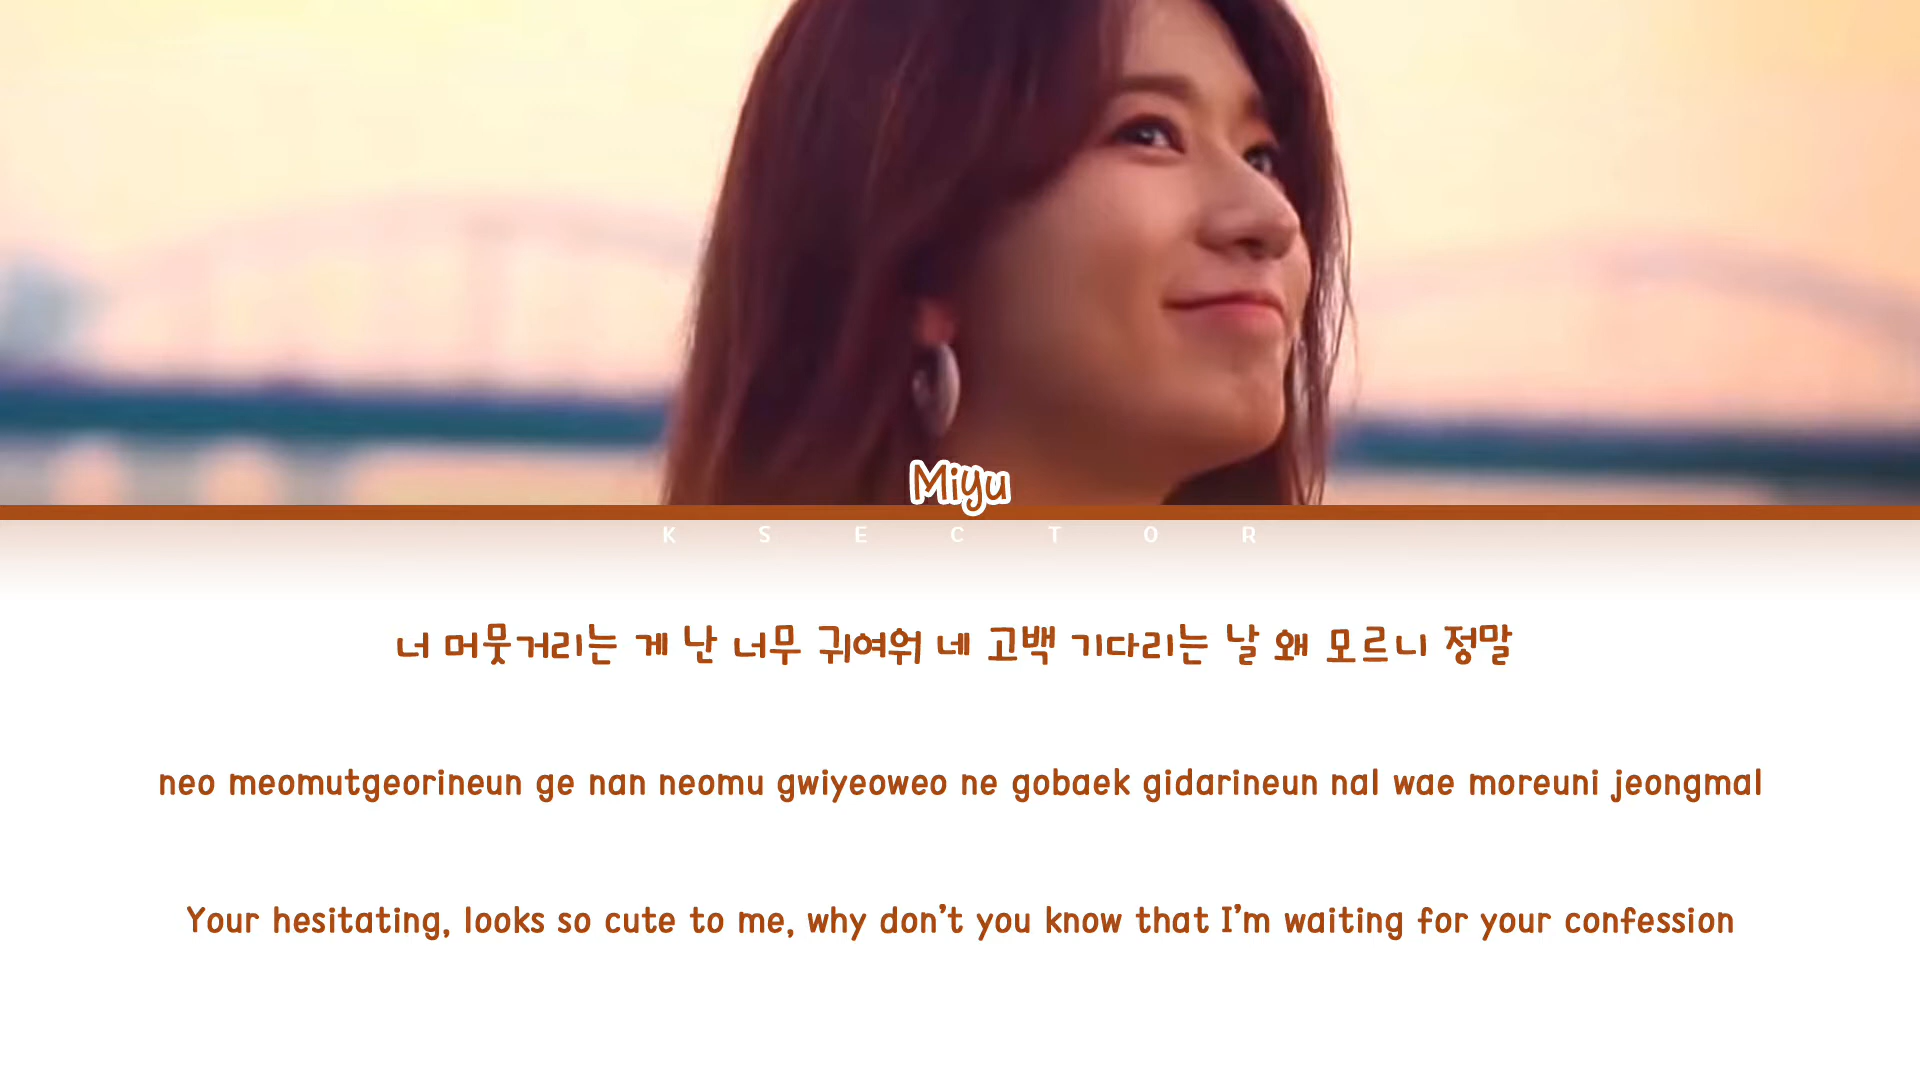 Miyu
K S E C T O R
너 머뭇거리는 게 난 너무 귀여워 네 고백 기다리는 날 왜 모르니 정말
neo meomutgeorineun ge nan neomu gwiyeoweo ne gobaek gidarineun nal wae moreuni jeongmal
Your hesitating, looks so cute to me, why don't you know that I'm waiting for your confession